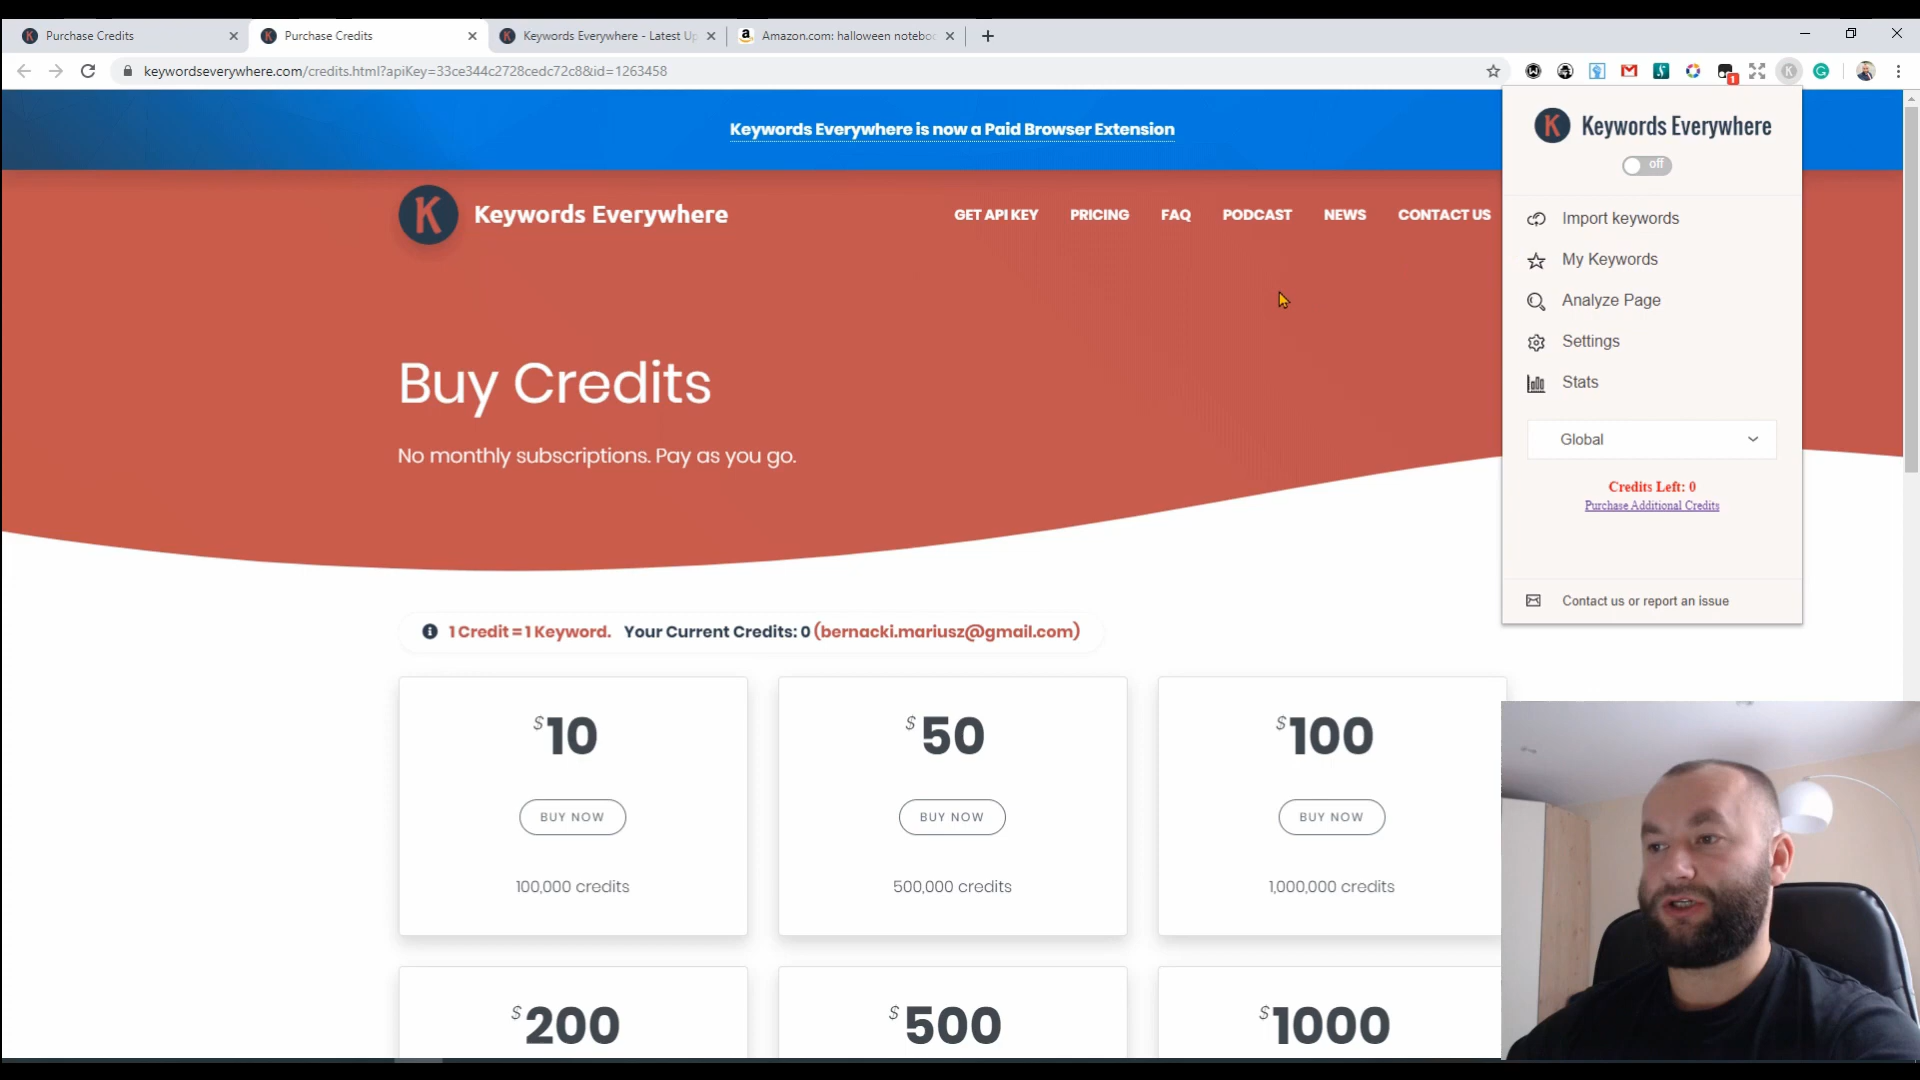 Purchase Credits
Purchase Credits
Keywords Everywhere - Latest Up
Amazon.com: halloween notebo
keywordseverywhere.com/credits.html?apiKey=33ce344c2728cedc72c8&id=1263458
Keywords Everywhere is now a Paid Browser Extension
K Keywords Everywhere
GET API KEY
PRICING
FAQ
PODCAST
NEWS
CONTACT US
Buy Credits
No monthly subscriptions. Pay as you go.
1 Credit = 1 Keyword. Your Current Credits: 0 (bernacki.mariusz@gmail.com)
$10
BUY NOW
100,000 credits
$50
BUY NOW
500,000 credits
$100
BUY NOW
1,000,000 credits
$200
$500
$1000
K Keywords Everywhere
off
Import keywords
My Keywords
Analyze Page
Settings
Stats
Global
Credits Left: 0
Purchase Additional Credits
Contact us or report an issue